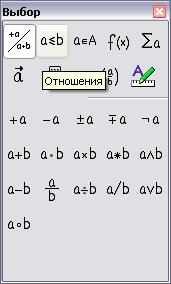 Выбор
+a/a+b a≤b a∈A f(x) Σa
a⃗
Отношения
+a −a ±a ∓a ¬a
a+b a·b a×b a∗b a∧b
a−b a/b a÷b a/b a∨b
a∘b